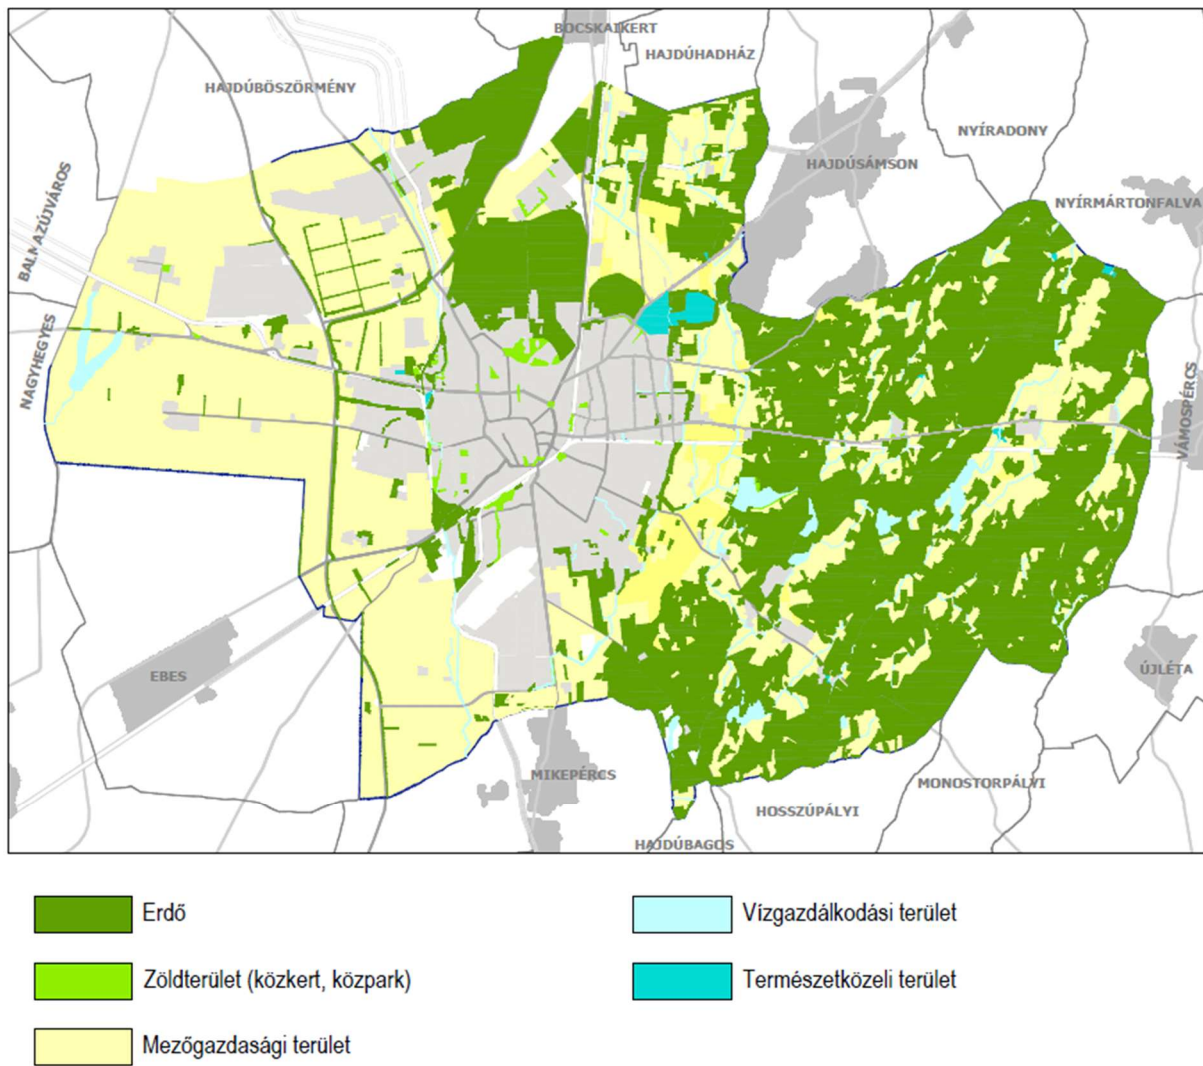 BOCSKAIKERT
HAJDÚHADHÁZ
HAJDÚBÖSZÖRMÉNY
NYÍRADONY
HAJDÚSÁMSON
NYÍRMÁRTONFALVA
BALMAZÚJVÁROS
NAGYHEGYES
VÁMOSPÉRCS
EBES
ÚJLÉTA
MIKEPÉRCS
MONOSTORPÁLYI
HOSSZÚPÁLYI
HAJDÚBAGOS
Erdő
Vízgazdálkodási terület
Zöldterület (közkert, közpark)
Természetközeli terület
Mezőgazdasági terület